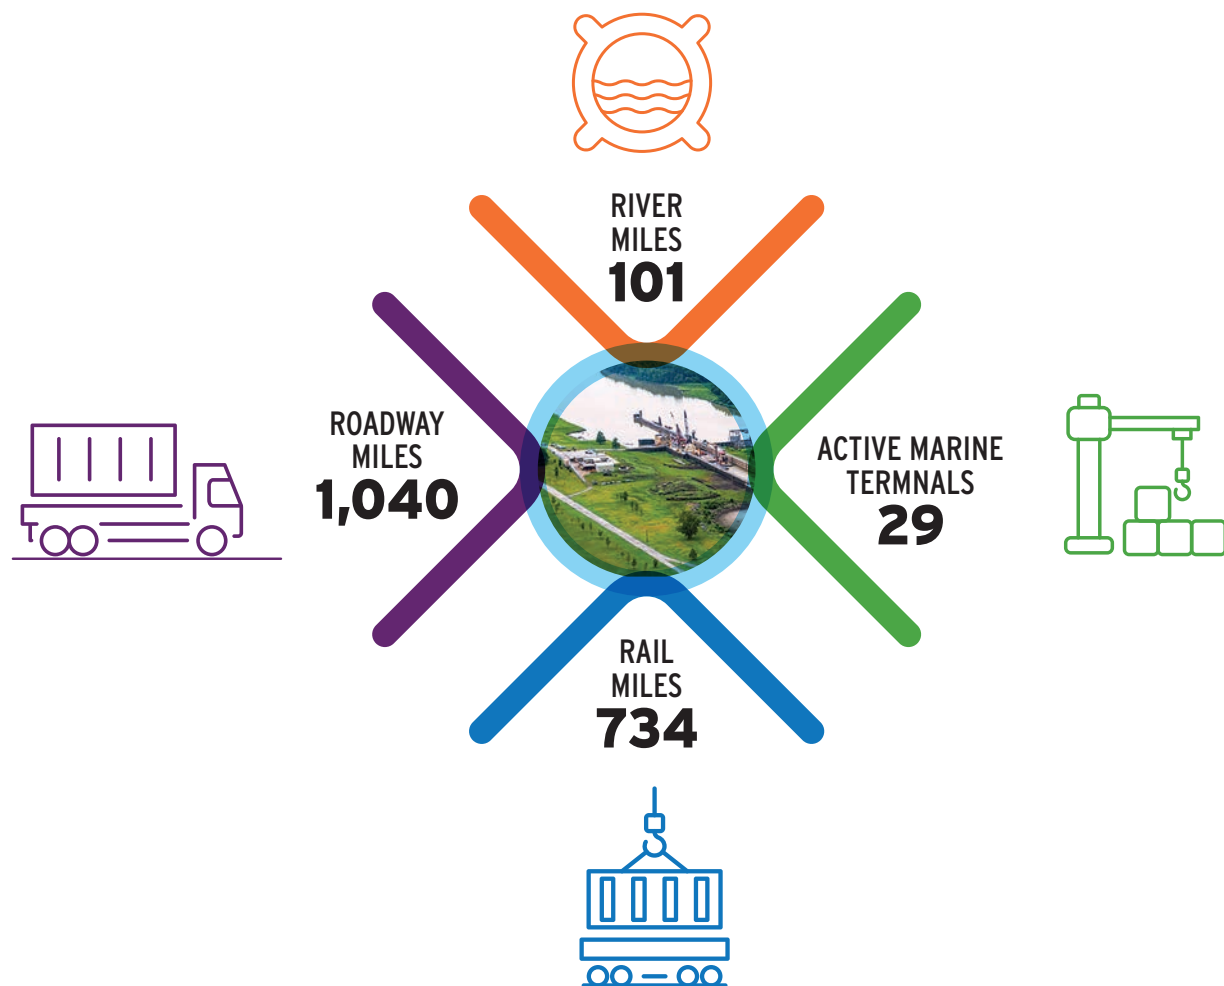 RIVER
MILES
101
ROADWAY
MILES
1,040
ACTIVE MARINE
TERMNALS
29
RAIL
MILES
734